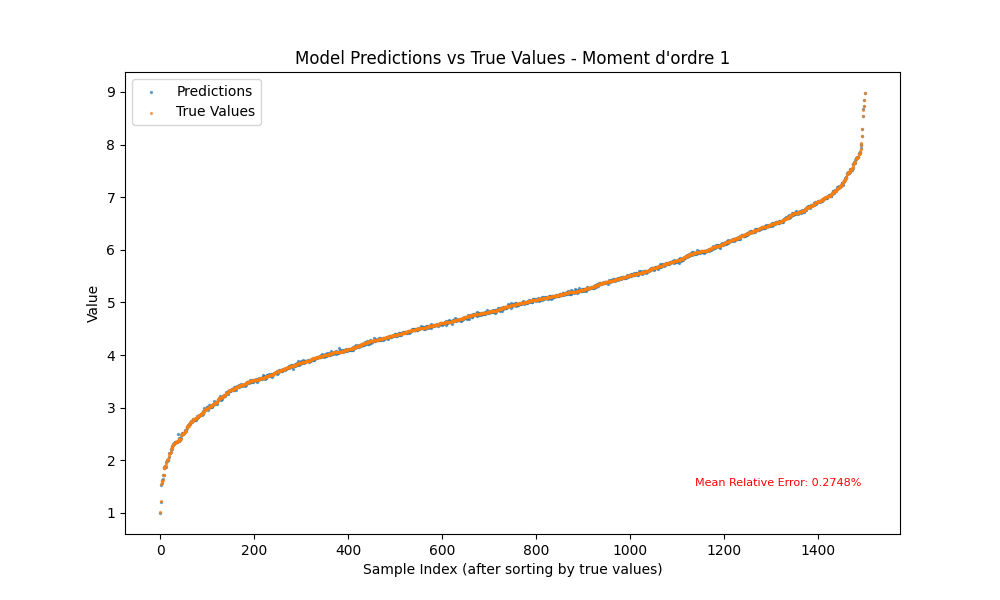 Model Predictions vs True Values - Moment d'ordre 1
Predictions
True Values
9
8
7
6
5
4
3
2
1
Value
Mean Relative Error: 0.2748%
0 200 400 600 800 1000 1200 1400
Sample Index (after sorting by true values)